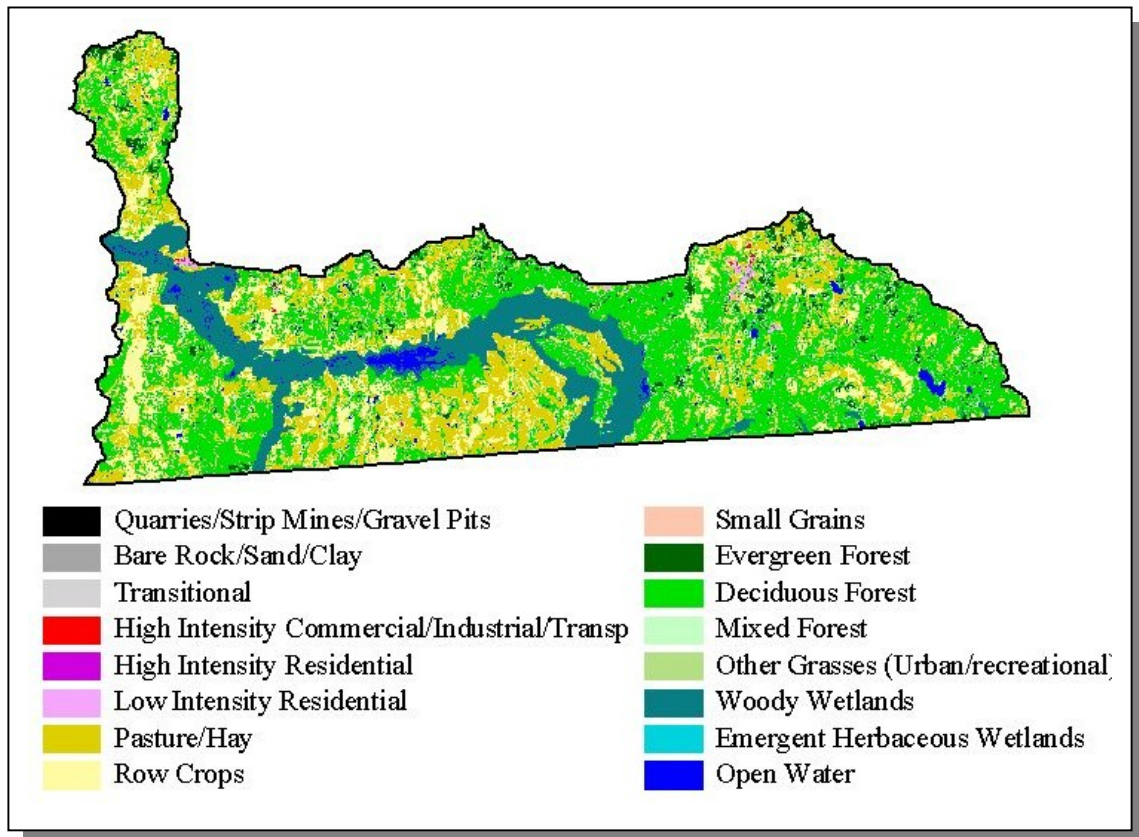 Quarries/Strip Mines/Gravel Pits
Bare Rock/Sand/Clay
Transitional
High Intensity Commercial/Industrial/Transp
High Intensity Residential
Low Intensity Residential
Pasture/Hay
Row Crops
Small Grains
Evergreen Forest
Deciduous Forest
Mixed Forest
Other Grasses (Urban/recreational)
Woody Wetlands
Emergent Herbaceous Wetlands
Open Water